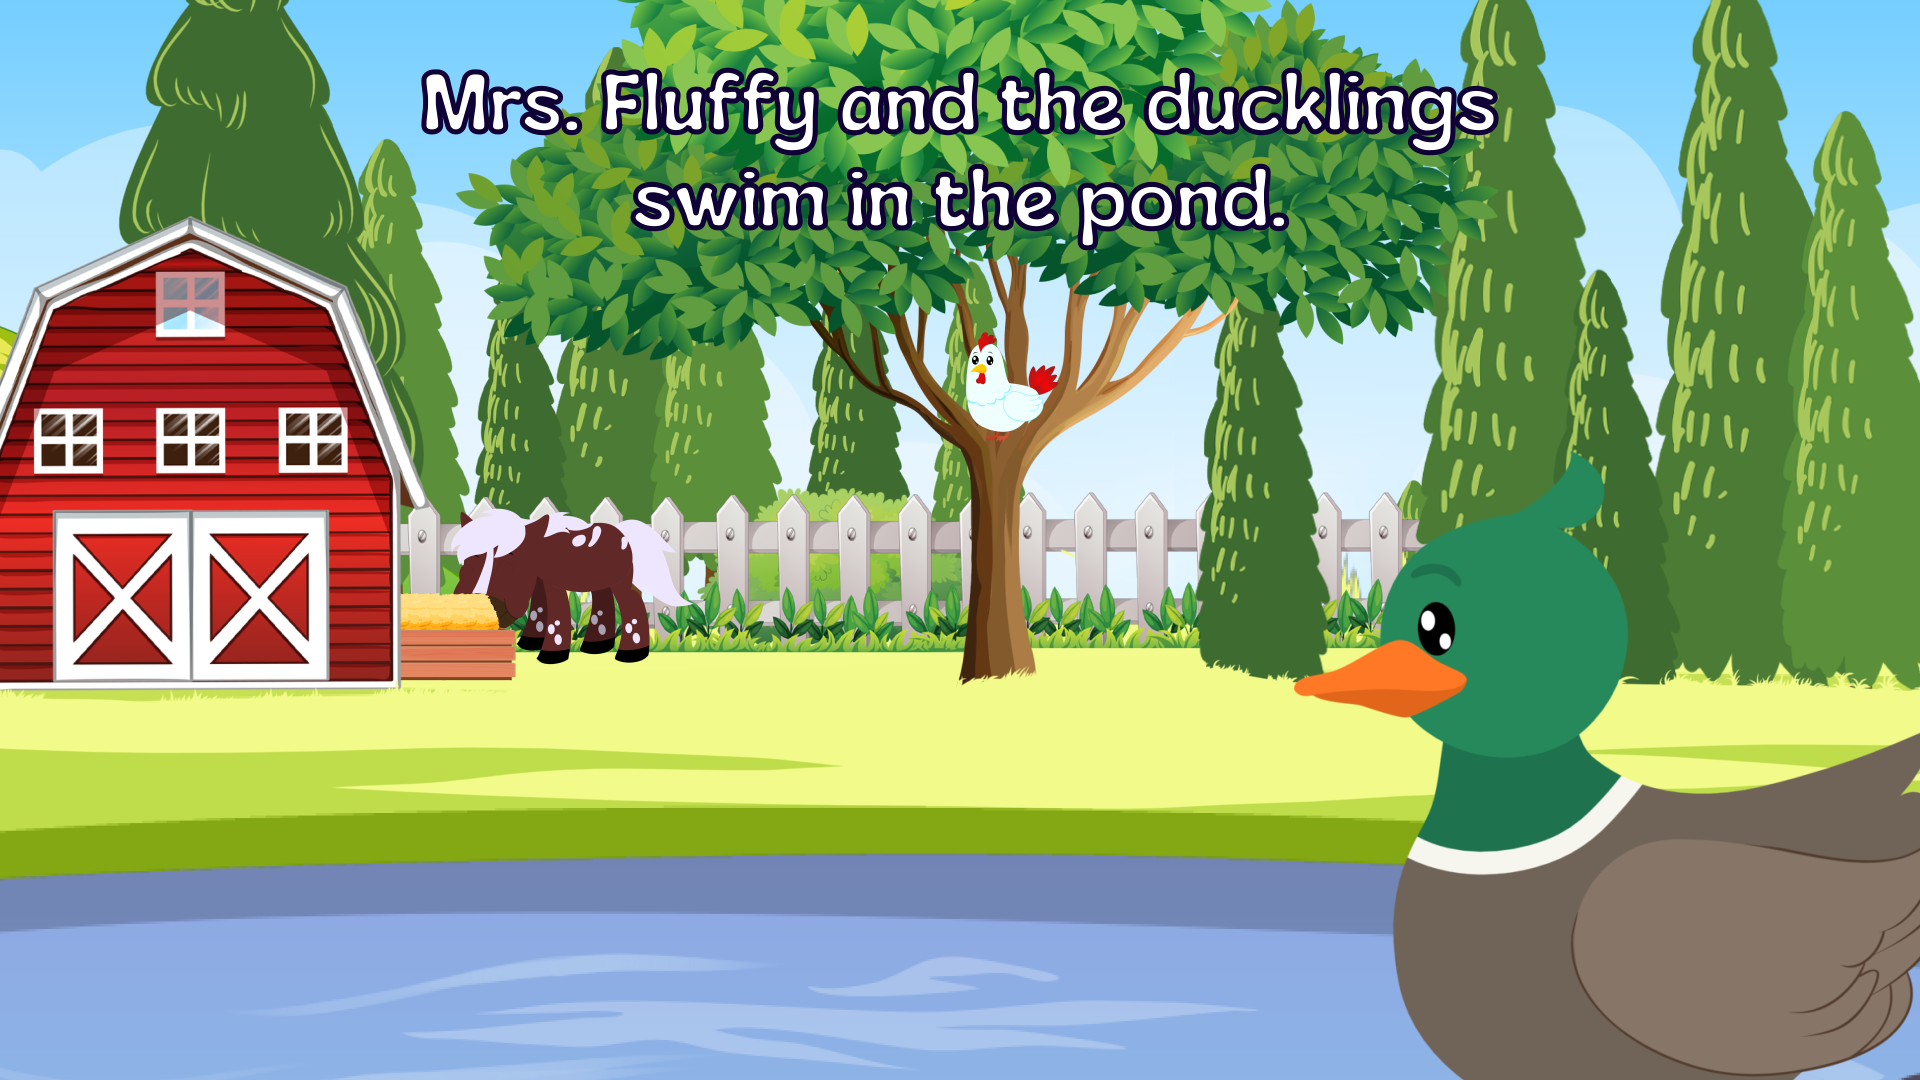 Mrs. Fluffy and the ducklings
swim in the pond.